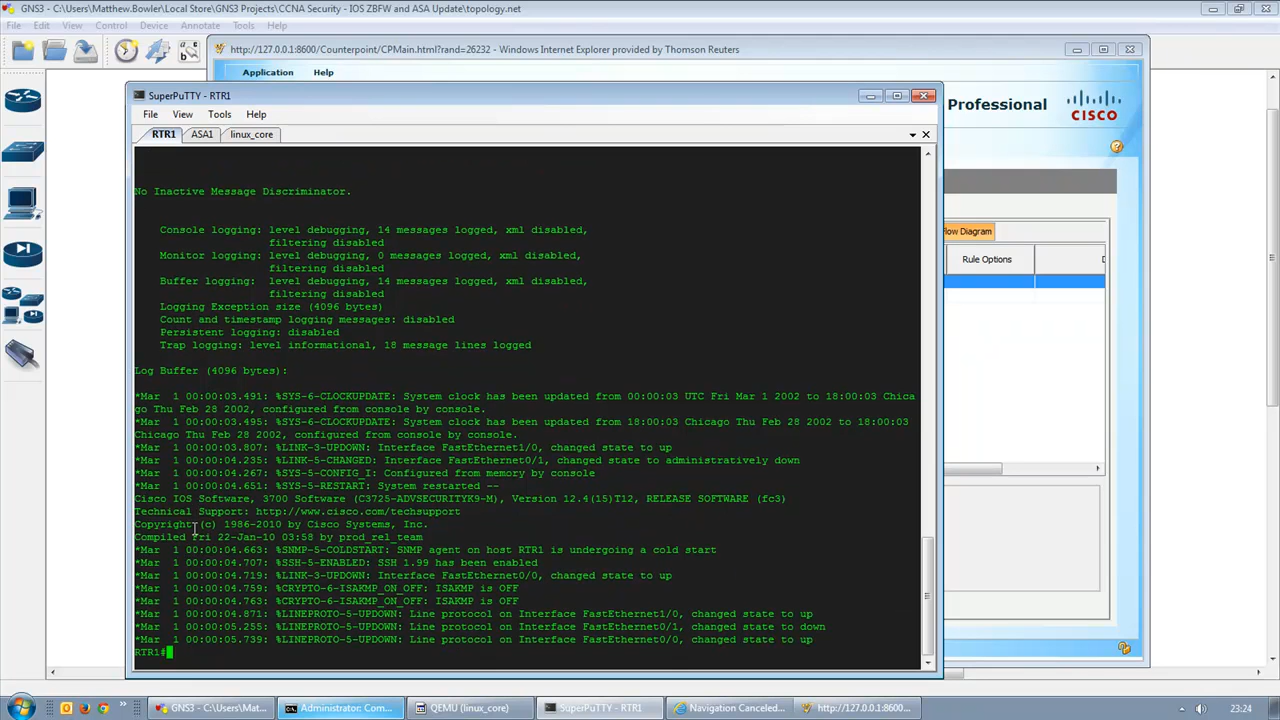 GNS3 - C:\Users\Matthew.Bowler\Local Store\GNS3 Projects\CCNA Security - IOS ZBFW and ASA Update\topology.net
File Edit View Control Device Annotate Tools Help
http://127.0.0.1:8600/Counterpoint/CPMain.html?rand=26232 - Windows Internet Explorer provided by Thomson Reuters
Application Help
SuperPuTTY - RTR1
Professional
CISCO
File View Tools Help
RTR1 ASA1 linux_core
No Inactive Message Discriminator.
Console logging: level debugging, 14 messages logged, xml disabled,
filtering disabled
Monitor logging: level debugging, 0 messages logged, xml disabled,
filtering disabled
Buffer logging: level debugging, 14 messages logged, xml disabled,
filtering disabled
Logging Exception size (4096 bytes)
Count and timestamp logging messages: disabled
Persistent logging: disabled
Trap logging: level informational, 18 message lines logged
Log Buffer (4096 bytes):
*Mar 1 00:00:03.491: %SYS-6-CLOCKUPDATE: System clock has been updated from 00:00:03 UTC Fri Mar 1 2002 to 18:00:03 Chica
go Thu Feb 28 2002, configured from console by console.
*Mar 1 00:00:03.495: %SYS-6-CLOCKUPDATE: System clock has been updated from 18:00:03 Chicago Thu Feb 28 2002 to 18:00:03
Chicago Thu Feb 28 2002, configured from console by console.
*Mar 1 00:00:03.807: %LINK-3-UPDOWN: Interface FastEthernet1/0, changed state to up
*Mar 1 00:00:04.235: %LINK-5-CHANGED: Interface FastEthernet0/1, changed state to administratively down
*Mar 1 00:00:04.267: %SYS-5-CONFIG_I: Configured from memory by console
*Mar 1 00:00:04.651: %SYS-5-RESTART: System restarted --
Cisco IOS Software, 3700 Software (C3725-ADVSECURITYK9-M), Version 12.4(15)T12, RELEASE SOFTWARE (fc3)
Technical Support: http://www.cisco.com/techsupport
Copyright (c) 1986-2010 by Cisco Systems, Inc.
Compiled Fri 22-Jan-10 03:58 by prod_rel_team
*Mar 1 00:00:04.663: %SNMP-5-COLDSTART: SNMP agent on host RTR1 is undergoing a cold start
*Mar 1 00:00:04.707: %SSH-5-ENABLED: SSH 1.99 has been enabled
*Mar 1 00:00:04.719: %LINK-3-UPDOWN: Interface FastEthernet0/0, changed state to up
*Mar 1 00:00:04.759: %CRYPTO-6-ISAKMP_ON_OFF: ISAKMP is OFF
*Mar 1 00:00:04.763: %CRYPTO-6-ISAKMP_ON_OFF: ISAKMP is OFF
*Mar 1 00:00:04.871: %LINEPROTO-5-UPDOWN: Line protocol on Interface FastEthernet1/0, changed state to up
*Mar 1 00:00:05.255: %LINEPROTO-5-UPDOWN: Line protocol on Interface FastEthernet0/1, changed state to down
*Mar 1 00:00:05.739: %LINEPROTO-5-UPDOWN: Line protocol on Interface FastEthernet0/0, changed state to up
RTR1#
low Diagram
Rule Options
D
GNS3 - C:\Users\Mat... Administrator: Com... QEMU (linux_core) SuperPuTTY - RTR1 Navigation Canceled... http://127.0.0.1:8600... 23:24